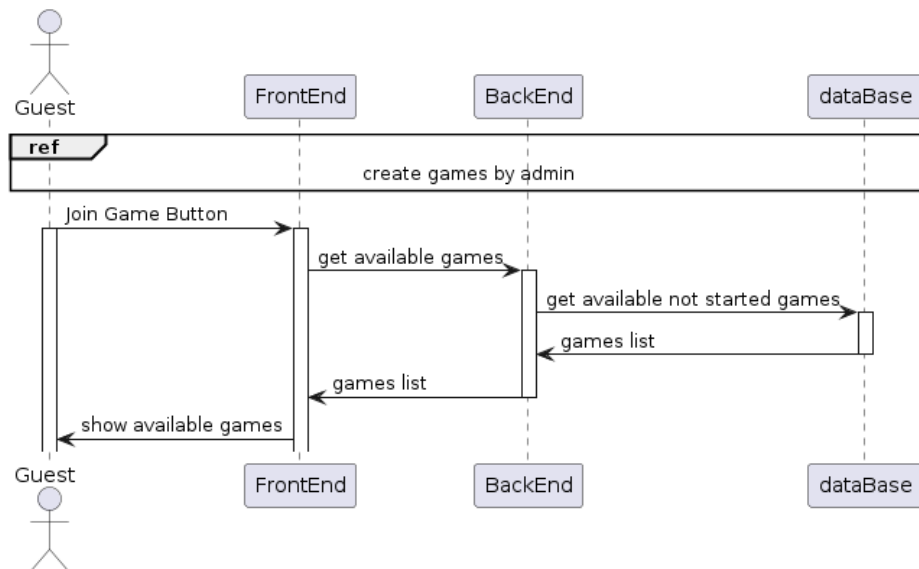 Guest
FrontEnd
BackEnd
dataBase
ref
create games by admin
Join Game Button
get available games
get available not started games
games list
games list
show available games
Guest
FrontEnd
BackEnd
dataBase